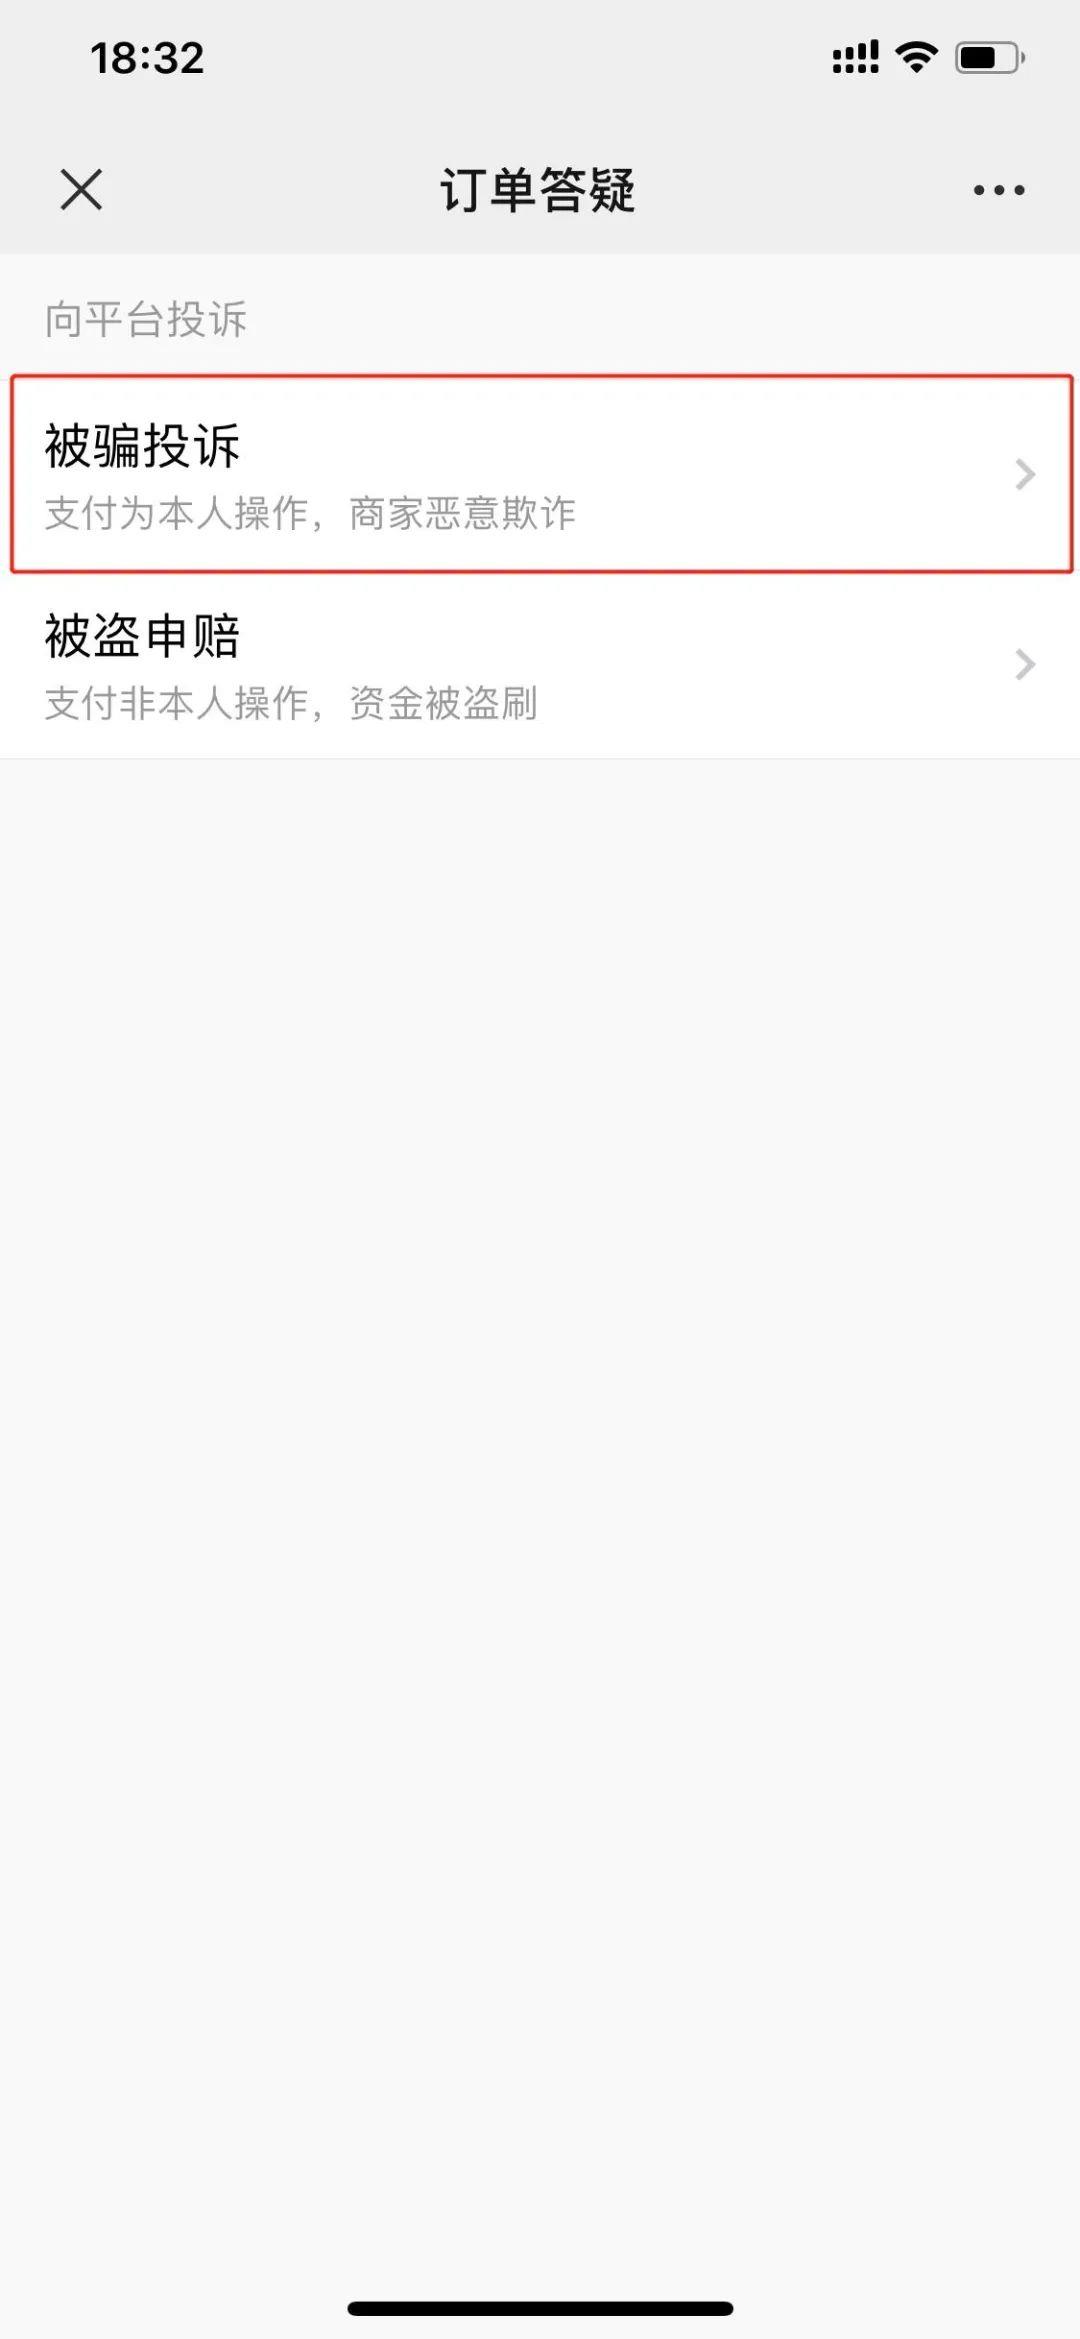 18:32
订单答疑
向平台投诉
被骗投诉
支付为本人操作，商家恶意欺诈
被盗申赔
支付非本人操作，资金被盗刷